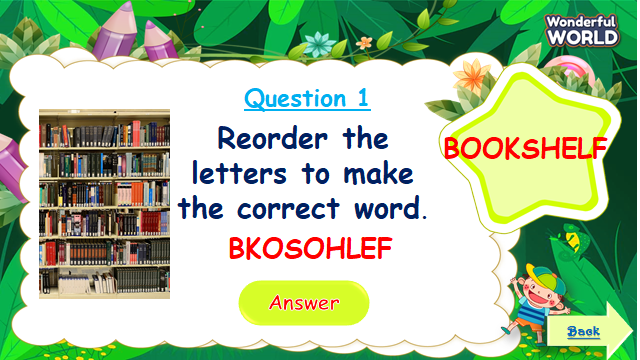 Wonderful
WORLD
Question 1
Reorder the
letters to make
the correct word.
BKOSOHLEF
Answer
BOOKSHELF
Back